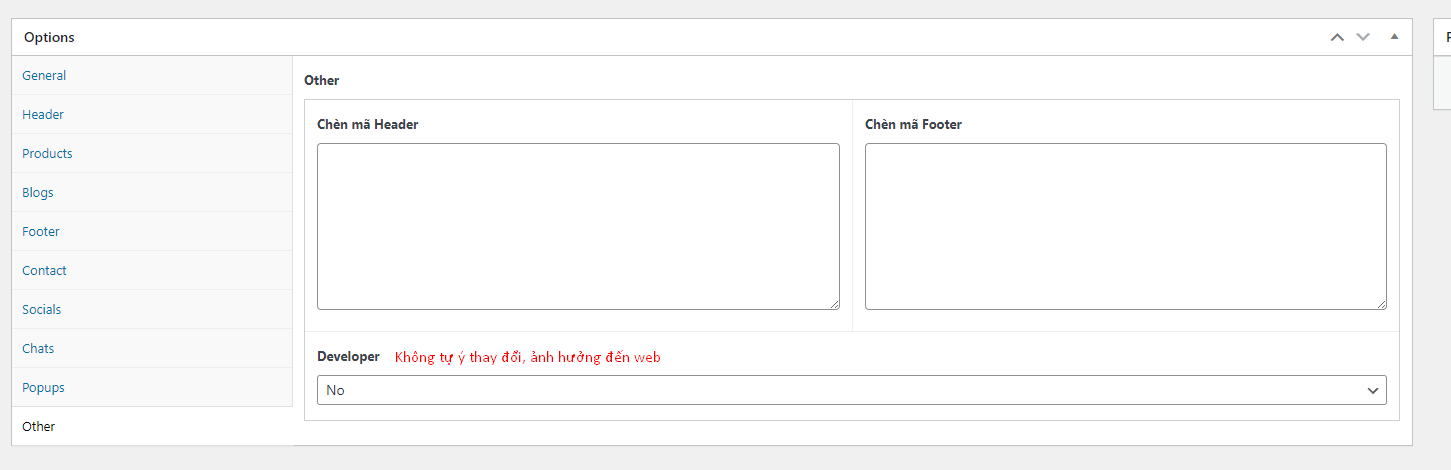 Options
General
Header
Products
Blogs
Footer
Contact
Socials
Chats
Popups
Other
Other
Chèn mã Header
Chèn mã Footer
Developer Không tự ý thay đổi, ảnh hưởng đến web
No